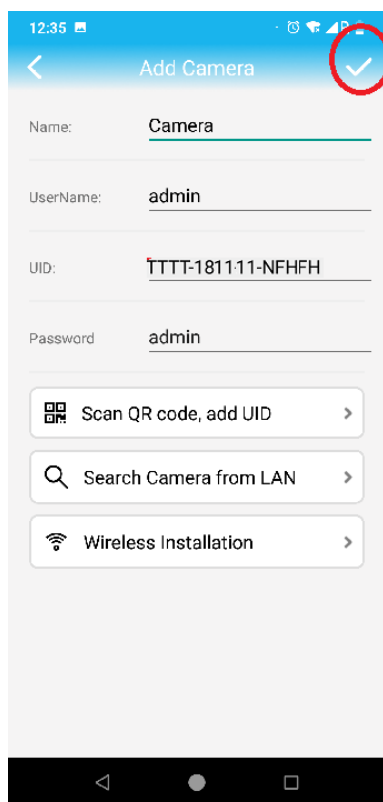 12:35
Add Camera
Name: Camera
UserName: admin
UID: TTTT-181111-NFHFH
Password admin
Scan QR code, add UID
Search Camera from LAN
Wireless Installation